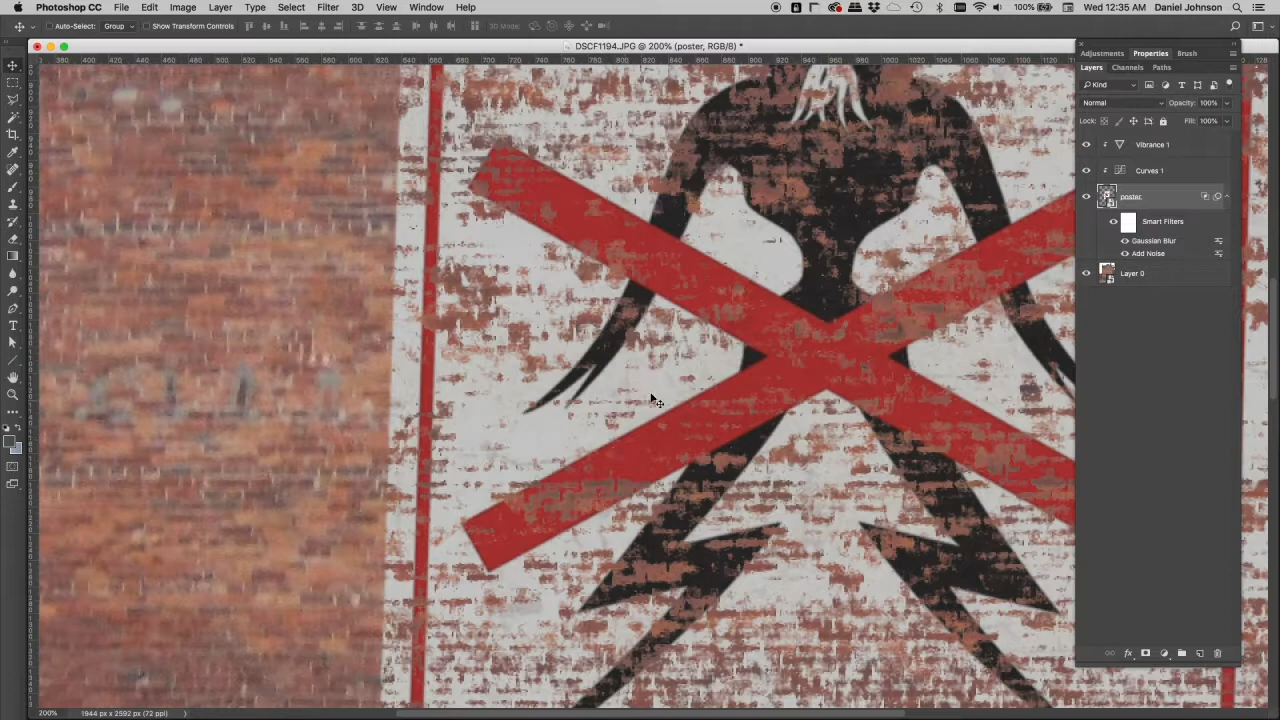 Photoshop CC File Edit Image Layer Type Select Filter 3D View Window Help 100% Wed 12:35 AM Daniel Johnson
Auto-Select: Group Show Transform Controls 3D Mode:
DSCF1194.JPG @ 200% (poster, RGB/8) *
Adjustments Properties Brush
Layers Channels Paths
Kind
Normal Opacity: 100%
Lock: Fill: 100%
Vibrance 1
Curves 1
poster
Smart Filters
Gaussian Blur
Add Noise
Layer 0
200% 1944 px x 2592 px (72 ppi)